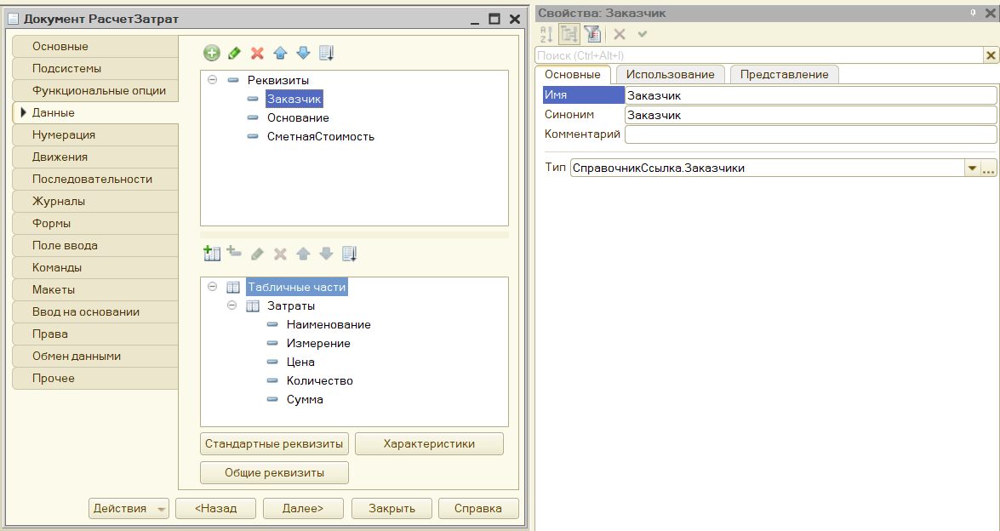 Документ РасчетЗатрат
Основные
Подсистемы
Функциональные опции
Данные
Нумерация
Движения
Последовательности
Журналы
Формы
Поле ввода
Команды
Макеты
Ввод на основании
Права
Обмен данными
Прочее
Реквизиты
Заказчик
Основание
СметнаяСтоимость
Табличные части
Затраты
Наименование
Измерение
Цена
Количество
Сумма
Стандартные реквизиты
Характеристики
Общие реквизиты
Действия
<Назад
Далее>
Закрыть
Справка
Свойства: Заказчик
Поиск (Ctrl+Alt+I)
Основные
Использование
Представление
Имя Заказчик
Синоним Заказчик
Комментарий
Тип СправочникСсылка.Заказчики
...